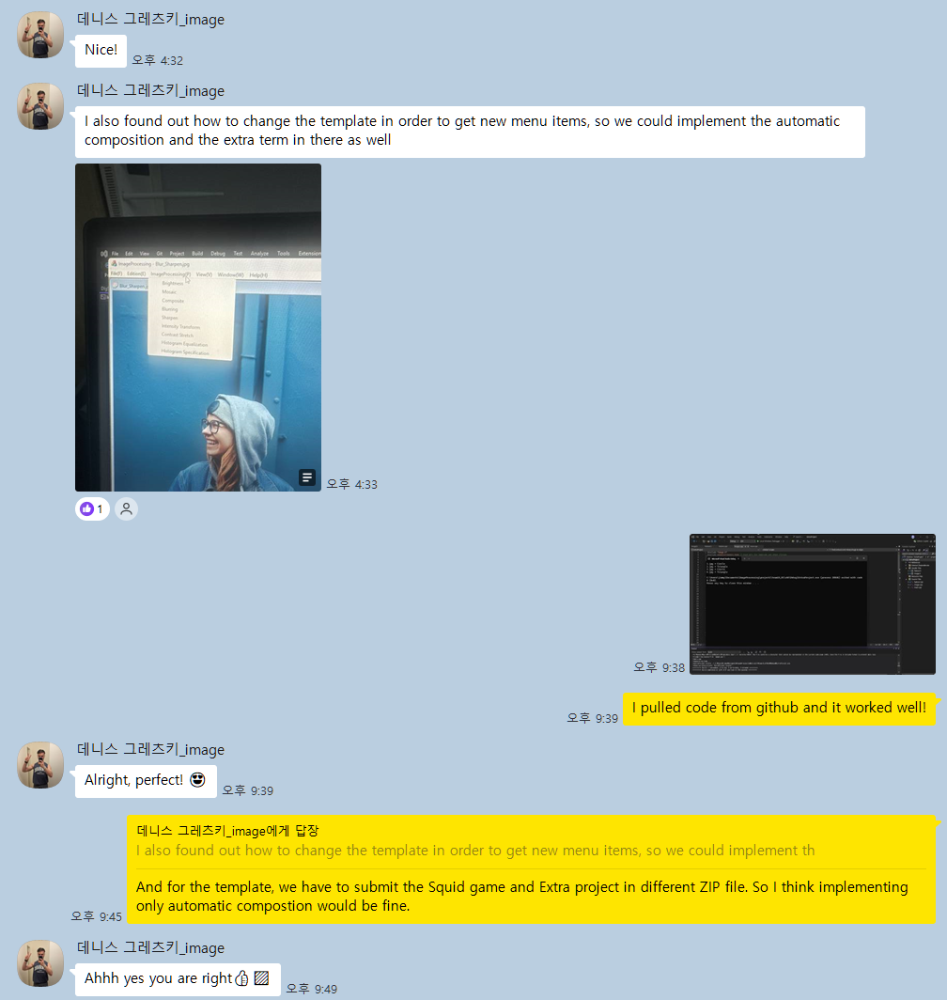 데니스 그레츠키_image
Nice!
오후 4:32
데니스 그레츠키_image
I also found out how to change the template in order to get new menu items, so we could implement the automatic
composition and the extra term in there as well
File Edit View Git Project Build Debug Test Analyze Tools Extensions
ImageProcessing - Blur_Sharpen.jpg
File(F) Edition(E) ImageProcessing(P) View(V) Window(W) Help(H)
Brightness
Mosaic
Composite
Blurring
Sharpen
Intensity Transform
Contrast Stretch
Histogram Equalization
Histogram Specification
오후 4:33
1
오후 9:38
I pulled code from github and it worked well!
오후 9:39
데니스 그레츠키_image
Alright, perfect! 😍
오후 9:39
데니스 그레츠키_image에게 답장
I also found out how to change the template in order to get new menu items, so we could implement th
And for the template, we have to submit the Squid game and Extra project in different ZIP file. So I think implementing
only automatic compostion would be fine.
오후 9:45
데니스 그레츠키_image
Ahhh yes you are right👍🏼
오후 9:49